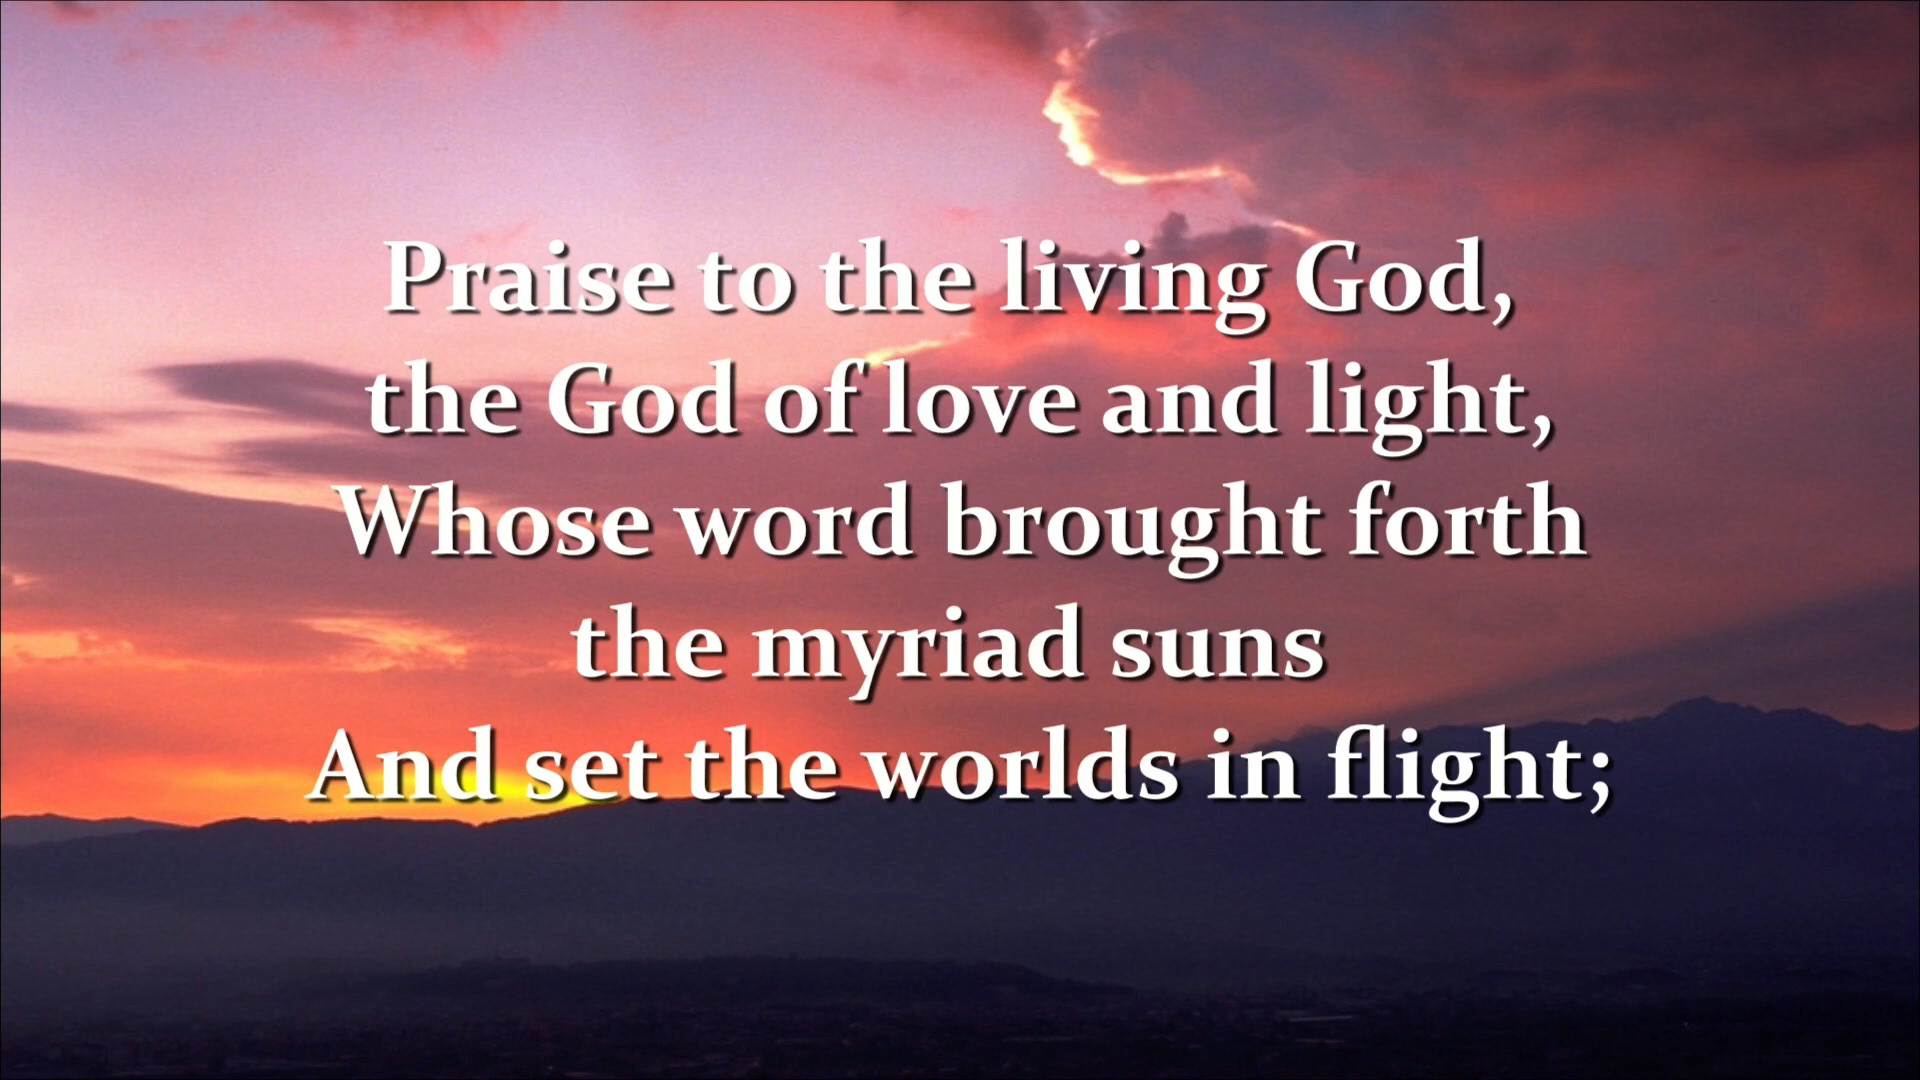 Praise to the living God,
the God of love and light,
Whose word brought forth
the myriad suns
And set the worlds in flight;